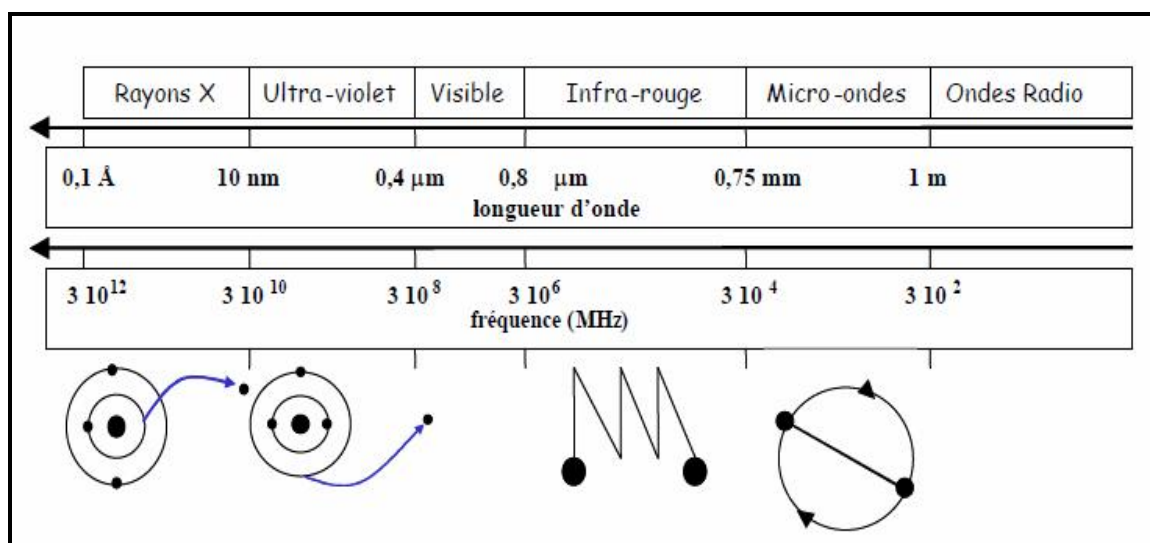 Rayons X Ultra-violet Visible Infra-rouge Micro-ondes Ondes Radio
0,1 Å 10 nm 0,4 µm 0,8 µm 0,75 mm 1 m
longueur d’onde
3 10¹² 3 10¹⁰ 3 10⁸ 3 10⁶ 3 10⁴ 3 10²
fréquence (MHz)